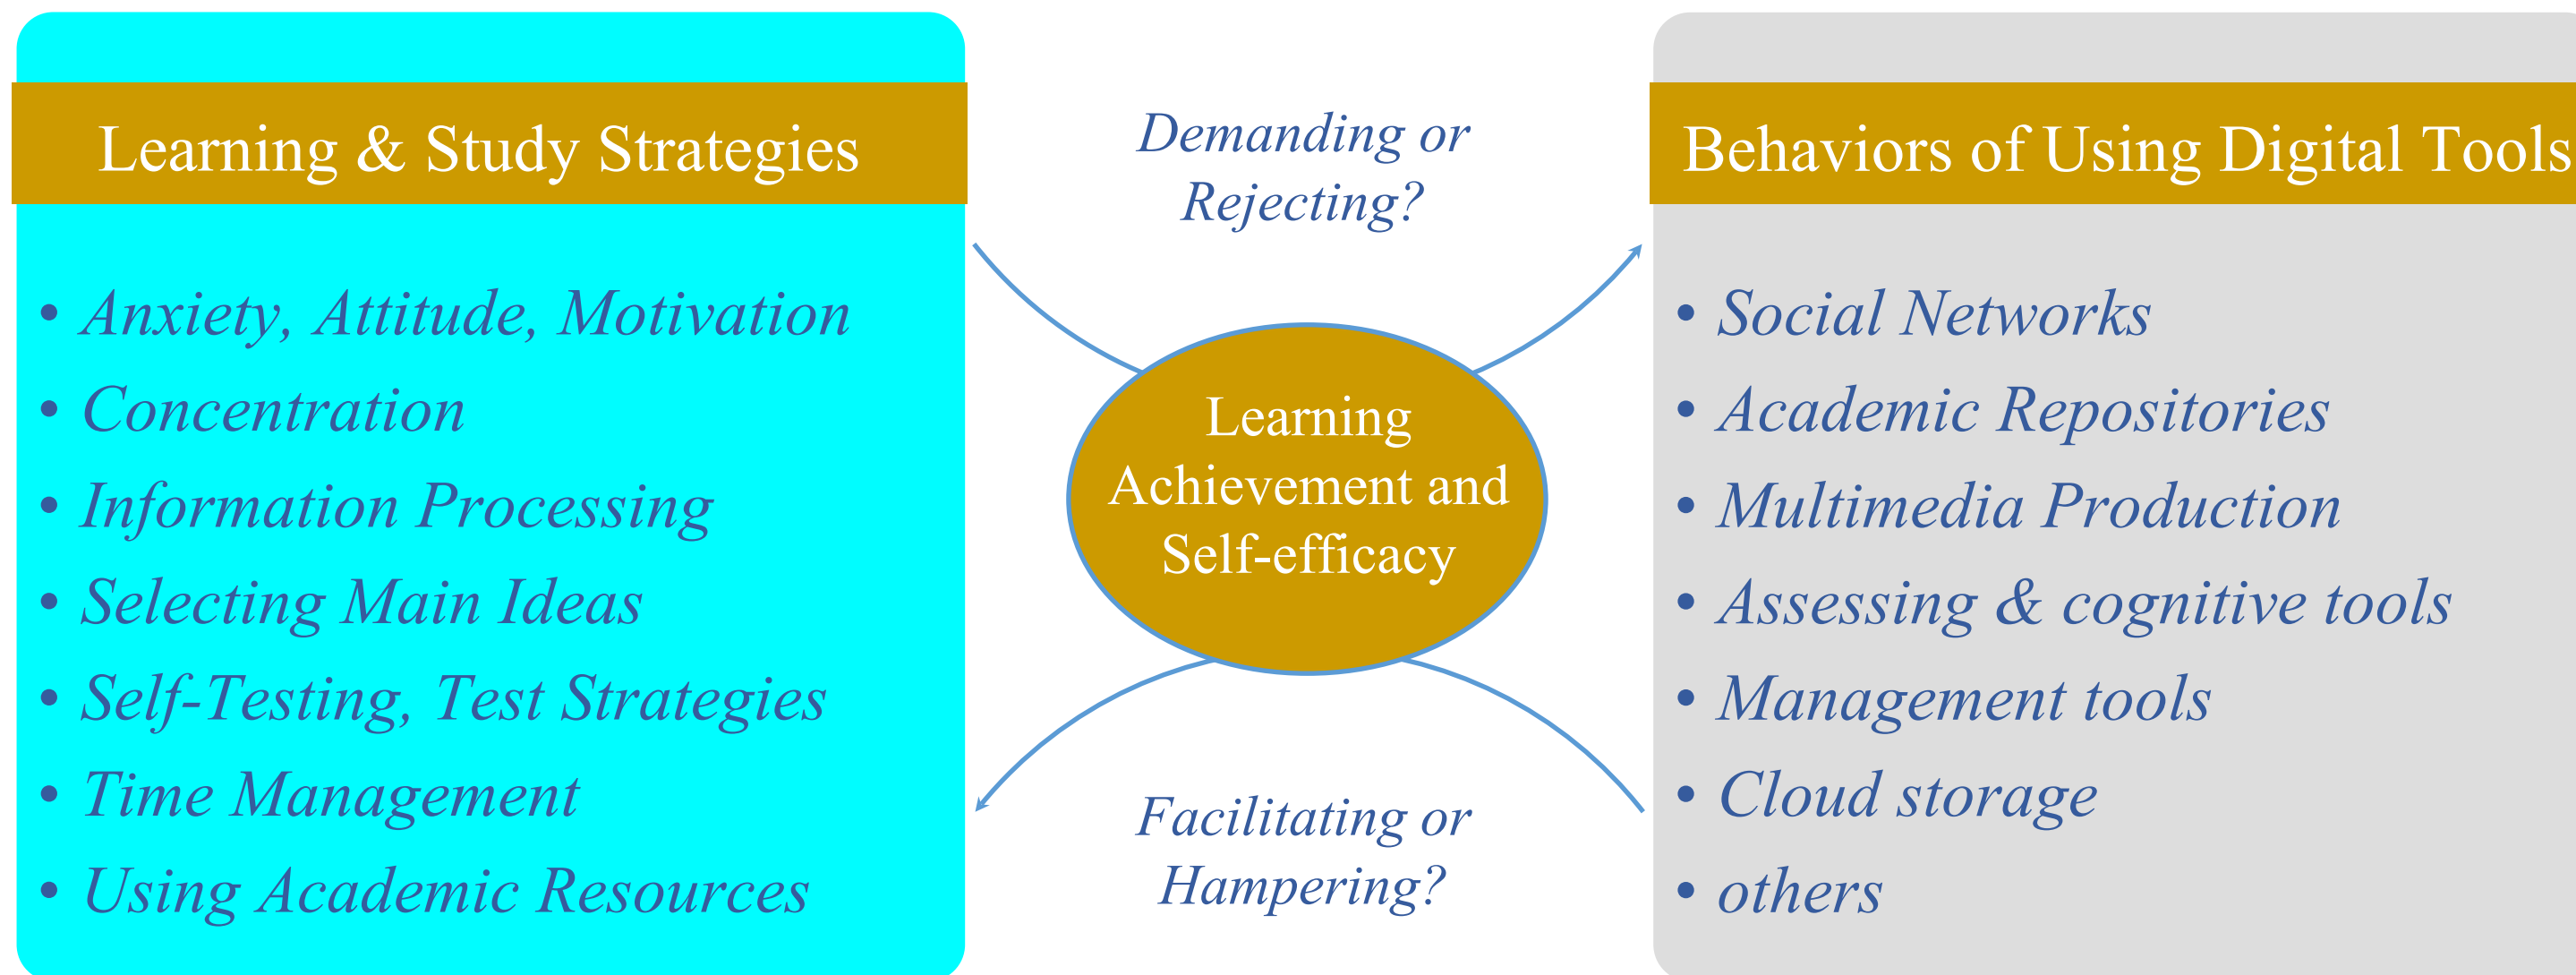 Learning & Study Strategies
• Anxiety, Attitude, Motivation
• Concentration
• Information Processing
• Selecting Main Ideas
• Self-Testing, Test Strategies
• Time Management
• Using Academic Resources
Demanding or
Rejecting?
Learning
Achievement and
Self-efficacy
Facilitating or
Hampering?
Behaviors of Using Digital Tools
• Social Networks
• Academic Repositories
• Multimedia Production
• Assessing & cognitive tools
• Management tools
• Cloud storage
• others